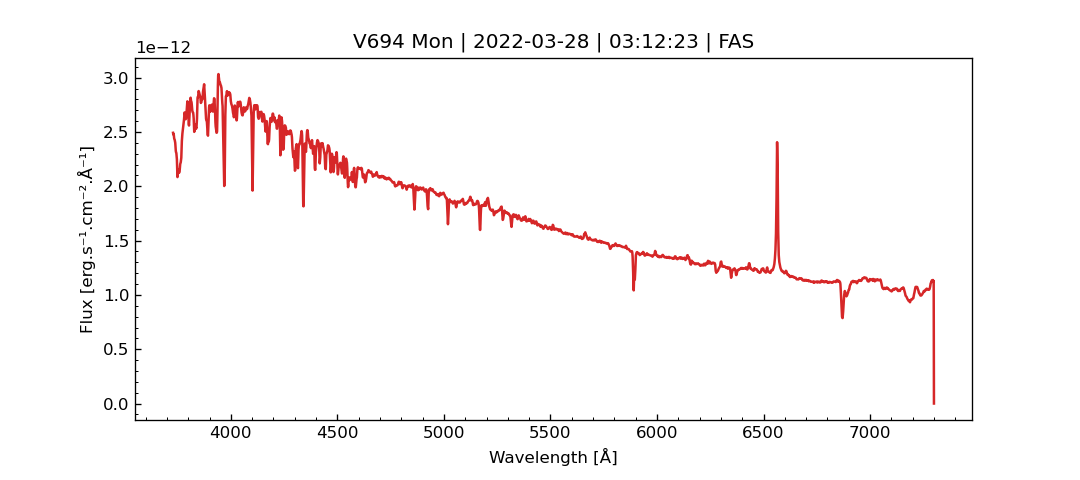 V694 Mon | 2022-03-28 | 03:12:23 | FAS
1e−12
3.0
2.5
2.0
1.5
1.0
0.5
0.0
Flux [erg.s⁻¹.cm⁻².Å⁻¹]
4000 4500 5000 5500 6000 6500 7000
Wavelength [Å]